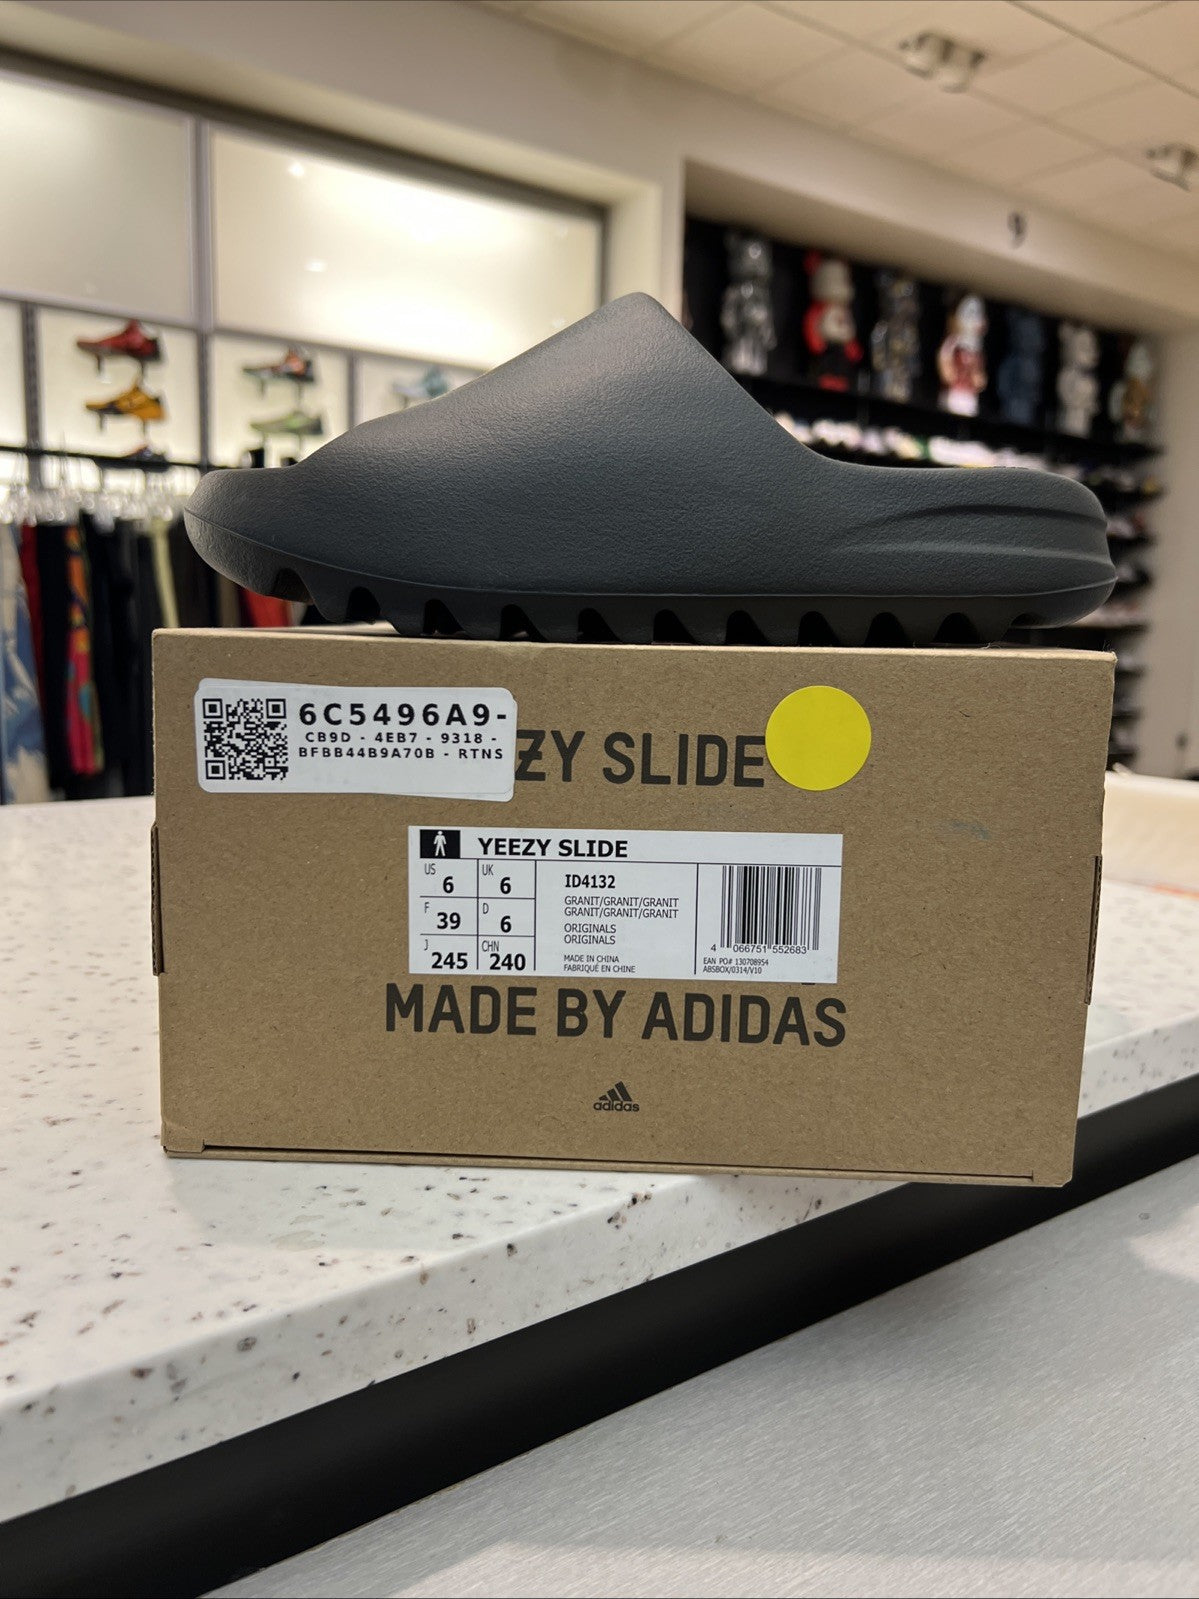 6C5496A9-
CB9D - 4EB7 - 9318 -
BFBB44B9A70B - RTNS
ZY SLIDE
YEEZY SLIDE
US 6 UK 6
F 39 D 6
J 245 CHN 240
ID4132
GRANIT/GRANIT/GRANIT
GRANIT/GRANIT/GRANIT
ORIGINALS
ORIGINALS
MADE IN CHINA
FABRIQUÉ EN CHINE
4 066751 552683
EAN PO# 130708954
ABSBOX/0314/V10
MADE BY ADIDAS
adidas